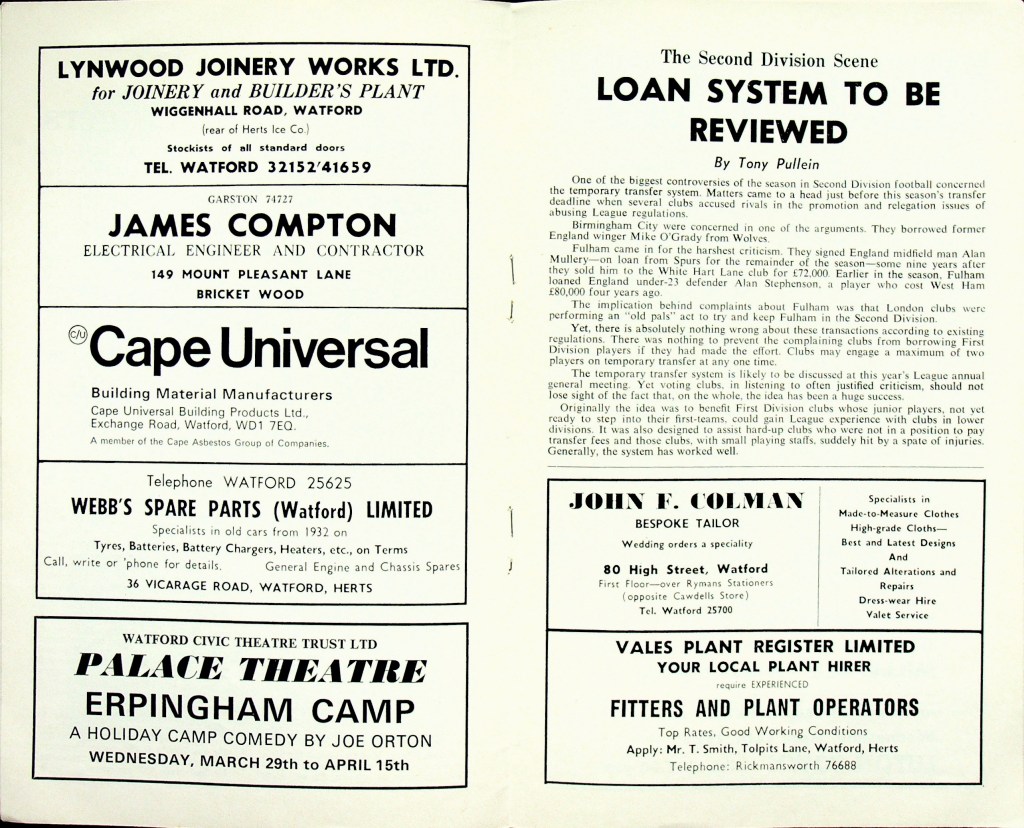 LYNWOOD JOINERY WORKS LTD.
for JOINERY and BUILDER'S PLANT
WIGGENHALL ROAD, WATFORD
(rear of Herts Ice Co.)
Stockists of all standard doors
TEL. WATFORD 32152'41659
GARSTON 74727
JAMES COMPTON
ELECTRICAL ENGINEER AND CONTRACTOR
149 MOUNT PLEASANT LANE
BRICKET WOOD
C/U Cape Universal
Building Material Manufacturers
Cape Universal Building Products Ltd.,
Exchange Road, Watford, WD1 7EQ.
A member of the Cape Asbestos Group of Companies.
Telephone WATFORD 25625
WEBB'S SPARE PARTS (Watford) LIMITED
Specialists in old cars from 1932 on
Tyres, Batteries, Battery Chargers, Heaters, etc., on Terms
Call, write or 'phone for details. General Engine and Chassis Spares
36 VICARAGE ROAD, WATFORD, HERTS
WATFORD CIVIC THEATRE TRUST LTD
PALACE THEATRE
ERPINGHAM CAMP
A HOLIDAY CAMP COMEDY BY JOE ORTON
WEDNESDAY, MARCH 29th to APRIL 15th
The Second Division Scene
LOAN SYSTEM TO BE
REVIEWED
By Tony Pullein
One of the biggest controversies of the season in Second Division football concerned
the temporary transfer system. Matters came to a head just before this season's transfer
deadline when several clubs accused rivals in the promotion and relegation issues of
abusing League regulations.
Birmingham City were concerned in one of the arguments. They borrowed former
England winger Mike O'Grady from Wolves.
Fulham came in for the harshest criticism. They signed England midfield man Alan
Mullery—on loan from Spurs for the remainder of the season—some nine years after
they sold him to the White Hart Lane club for £72,000. Earlier in the season, Fulham
loaned England under-23 defender Alan Stephenson, a player who cost West Ham
£80,000 four years ago.
The implication behind complaints about Fulham was that London clubs were
performing an "old pals" act to try and keep Fulham in the Second Division.
Yet, there is absolutely nothing wrong about these transactions according to existing
regulations. There was nothing to prevent the complaining clubs from borrowing First
Division players if they had made the effort. Clubs may engage a maximum of two
players on temporary transfer at any one time.
The temporary transfer system is likely to be discussed at this year's League annual
general meeting. Yet voting clubs, in listening to often justified criticism, should not
lose sight of the fact that, on the whole, the idea has been a huge success.
Originally the idea was to benefit First Division clubs whose junior players, not yet
ready to step into their first-teams, could gain League experience with clubs in lower
divisions. It was also designed to assist hard-up clubs who were not in a position to pay
transfer fees and those clubs, with small playing staffs, suddely hit by a spate of injuries.
Generally, the system has worked well.
JOHN F. COLMAN
BESPOKE TAILOR
Wedding orders a speciality
80 High Street, Watford
First Floor—over Rymans Stationers
(opposite Cawdells Store)
Tel. Watford 25700
Specialists in
Made-to-Measure Clothes
High-grade Cloths—
Best and Latest Designs
And
Tailored Alterations and
Repairs
Dress-wear Hire
Valet Service
VALES PLANT REGISTER LIMITED
YOUR LOCAL PLANT HIRER
require EXPERIENCED
FITTERS AND PLANT OPERATORS
Top Rates, Good Working Conditions
Apply: Mr. T. Smith, Tolpits Lane, Watford, Herts
Telephone: Rickmansworth 76688